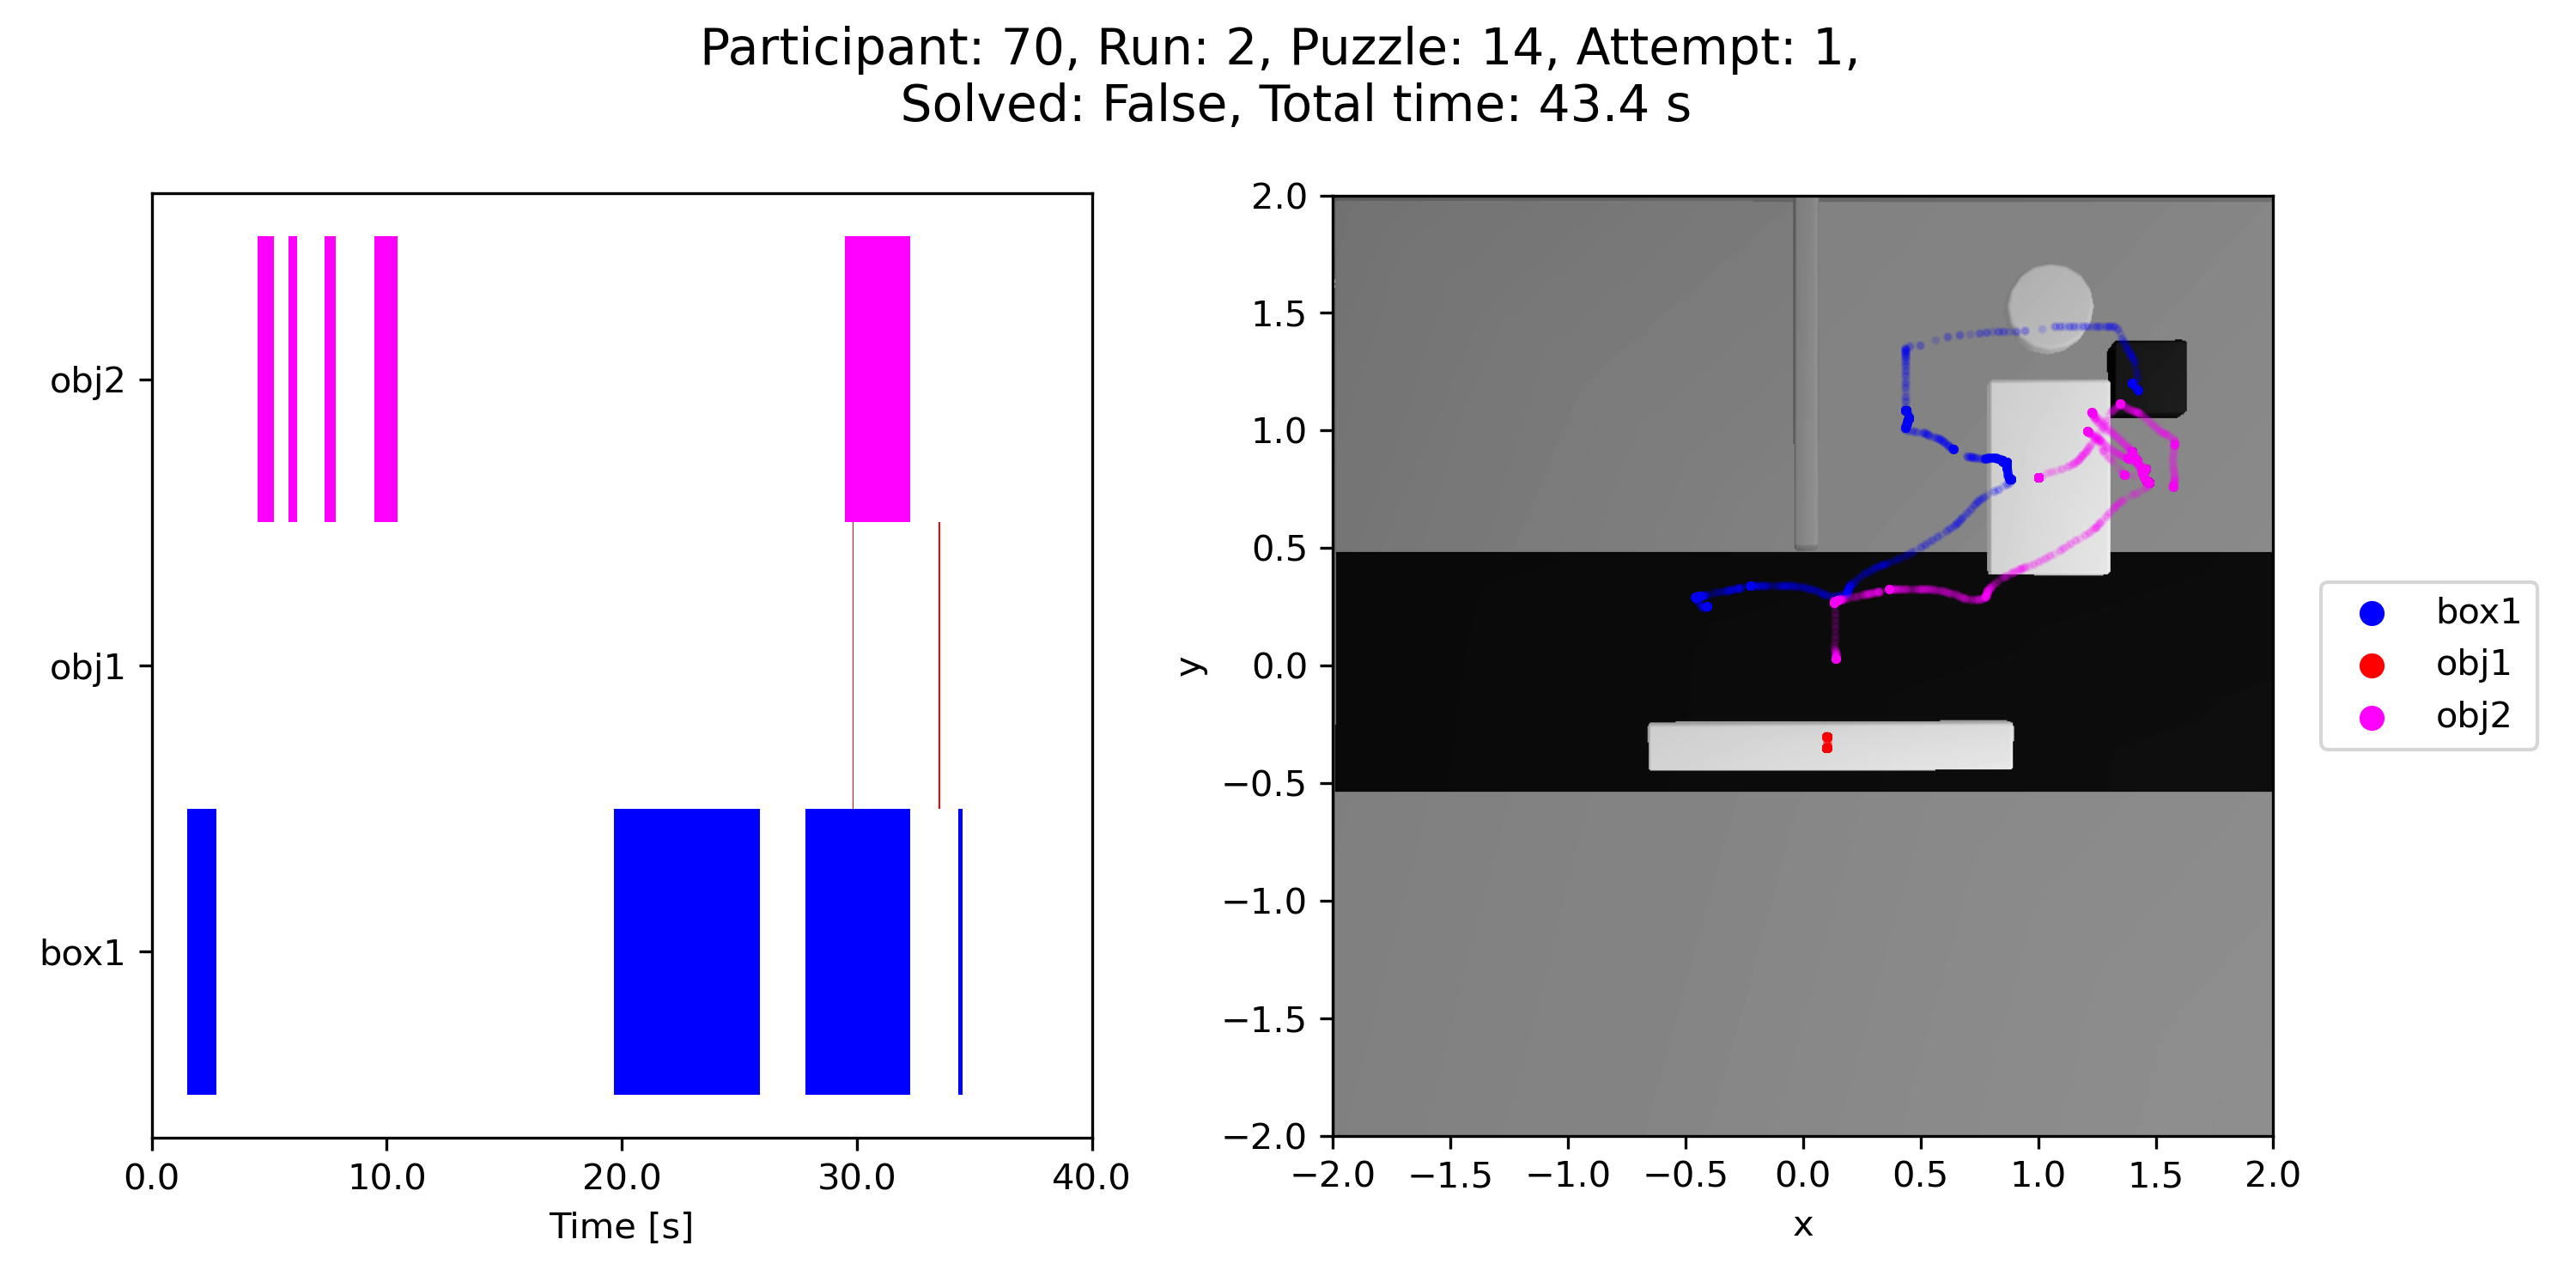 Participant: 70, Run: 2, Puzzle: 14, Attempt: 1,
Solved: False, Total time: 43.4 s
obj2
obj1
box1
0.0 10.0 20.0 30.0 40.0
Time [s]
2.0
1.5
1.0
0.5
0.0
−0.5
−1.0
−1.5
−2.0
y
−2.0 −1.5 −1.0 −0.5 0.0 0.5 1.0 1.5 2.0
x
box1
obj1
obj2